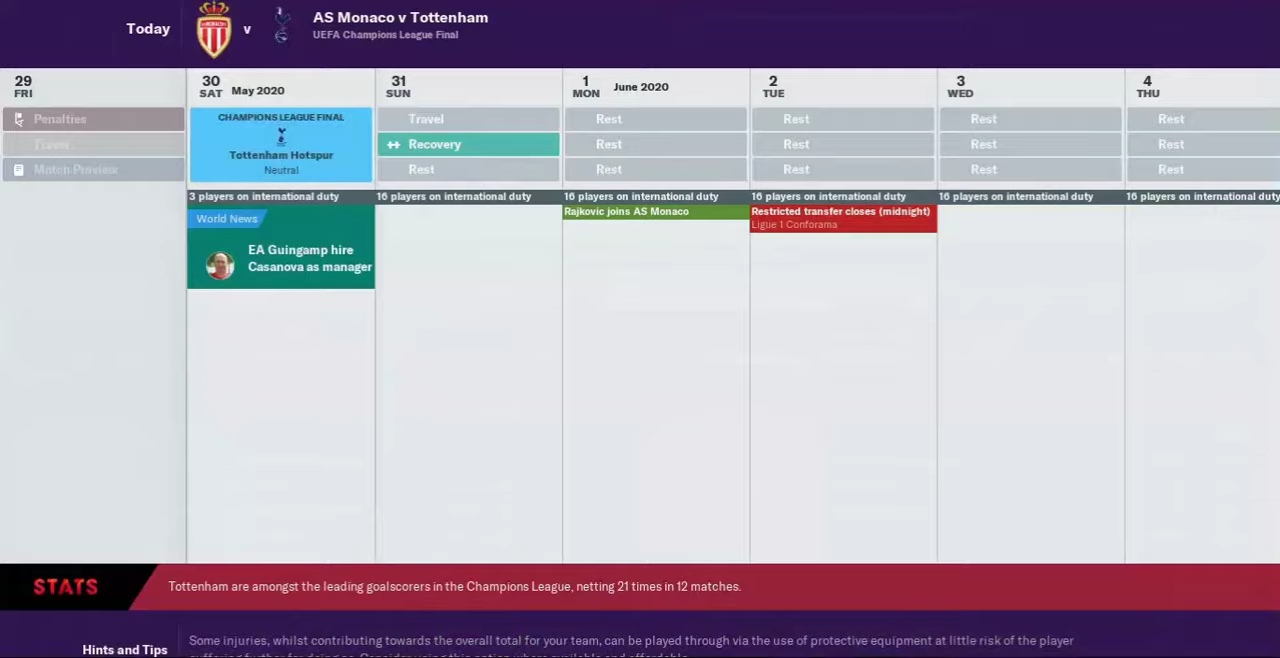 Today
v
AS Monaco v Tottenham
UEFA Champions League Final
29
FRI
30
SAT May 2020
31
SUN
1
MON June 2020
2
TUE
3
WED
4
THU
Penalties
Travel
Match Preview
CHAMPIONS LEAGUE FINAL
Tottenham Hotspur
Neutral
Travel
Recovery
Rest
Rest
Rest
Rest
Rest
Rest
Rest
Rest
Rest
Rest
Rest
Rest
Rest
3 players on international duty
16 players on international duty
16 players on international duty
16 players on international duty
16 players on international duty
16 players on international duty
World News
EA Guingamp hire
Casanova as manager
Rajkovic joins AS Monaco
Restricted transfer closes (midnight)
Ligue 1 Conforama
STATS
Tottenham are amongst the leading goalscorers in the Champions League, netting 21 times in 12 matches.
Hints and Tips
Some injuries, whilst contributing towards the overall total for your team, can be played through via the use of protective equipment at little risk of the player